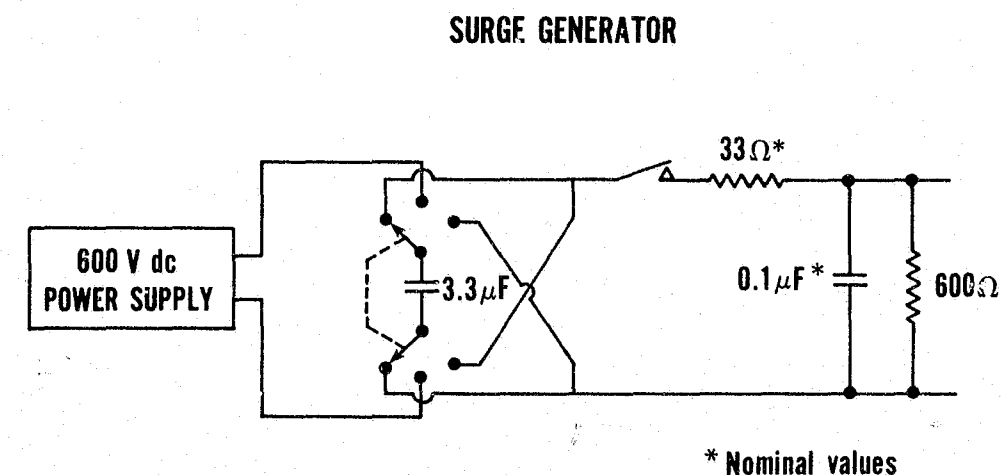 SURGE GENERATOR
33Ω*
600 V dc
POWER SUPPLY
3.3μF
0.1μF*
600Ω
* Nominal values